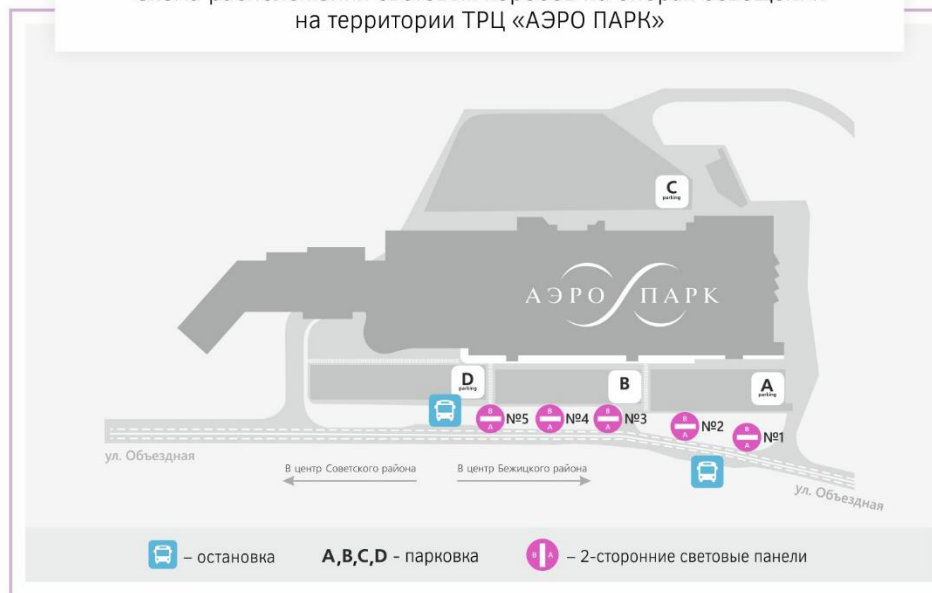 на территории ТРЦ «АЭРО ПАРК»
C
parking
АЭРО ПАРК
D
parking
B
A
parking
B
A
№5
B
A
№4
B
A
№3
B
A
№2
B
A
№1
ул. Объездная
В центр Советского района
В центр Бежицкого района
ул. Объездная
– остановка
A,B,C,D - парковка
B A
– 2-сторонние световые панели